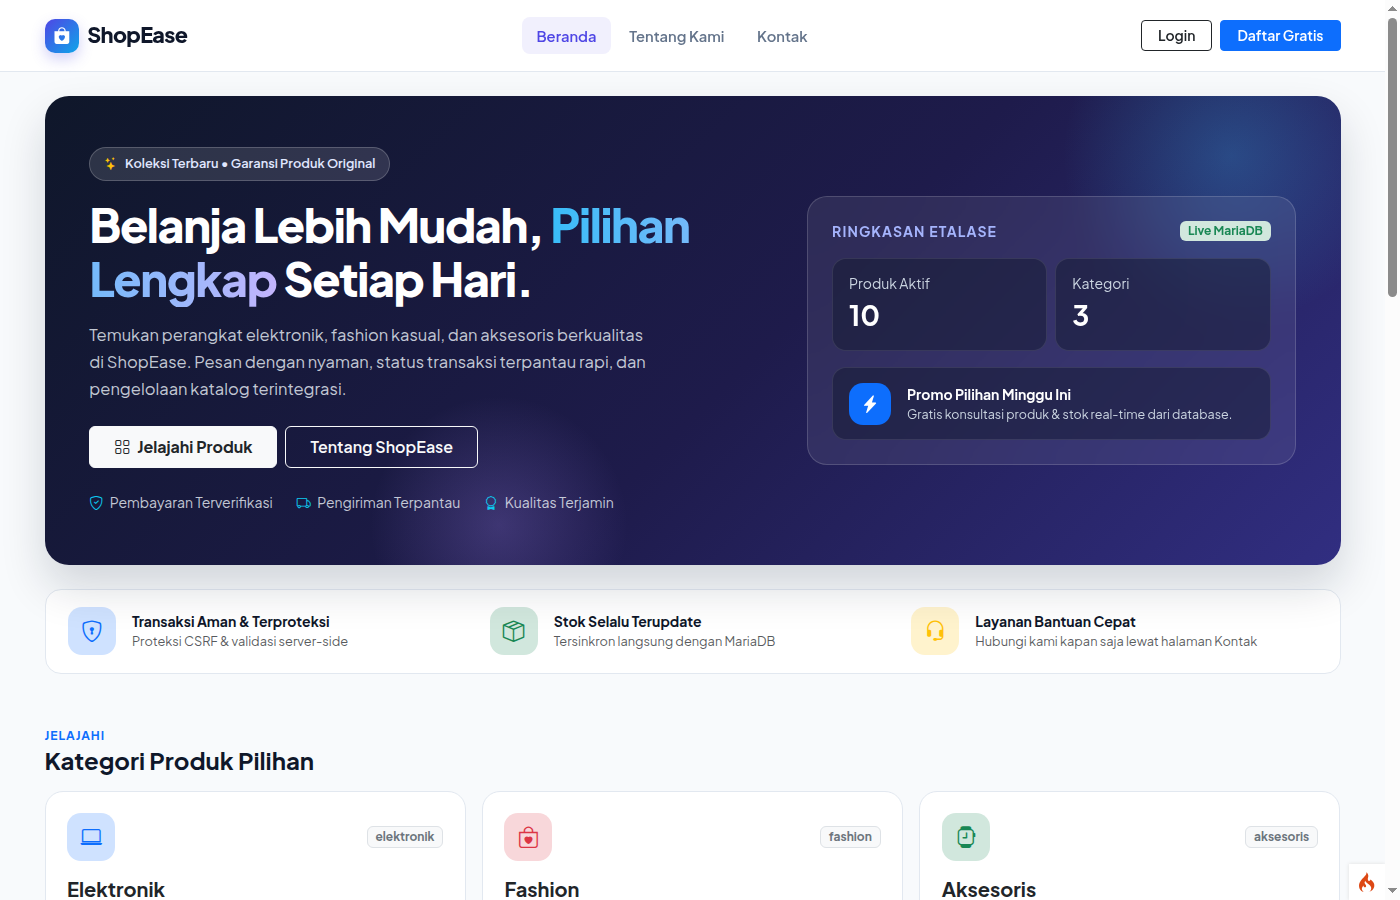 ShopEase
Beranda
Tentang Kami
Kontak
Login
Daftar Gratis
Koleksi Terbaru • Garansi Produk Original
Belanja Lebih Mudah, Pilihan
Lengkap Setiap Hari.
Temukan perangkat elektronik, fashion kasual, dan aksesoris berkualitas
di ShopEase. Pesan dengan nyaman, status transaksi terpantau rapi, dan
pengelolaan katalog terintegrasi.
Jelajahi Produk
Tentang ShopEase
Pembayaran Terverifikasi
Pengiriman Terpantau
Kualitas Terjamin
RINGKASAN ETALASE
Live MariaDB
Produk Aktif
10
Kategori
3
Promo Pilihan Minggu Ini
Gratis konsultasi produk & stok real-time dari database.
Transaksi Aman & Terproteksi
Proteksi CSRF & validasi server-side
Stok Selalu Terupdate
Tersinkron langsung dengan MariaDB
Layanan Bantuan Cepat
Hubungi kami kapan saja lewat halaman Kontak
JELAJAHI
Kategori Produk Pilihan
elektronik
Elektronik
fashion
Fashion
aksesoris
Aksesoris